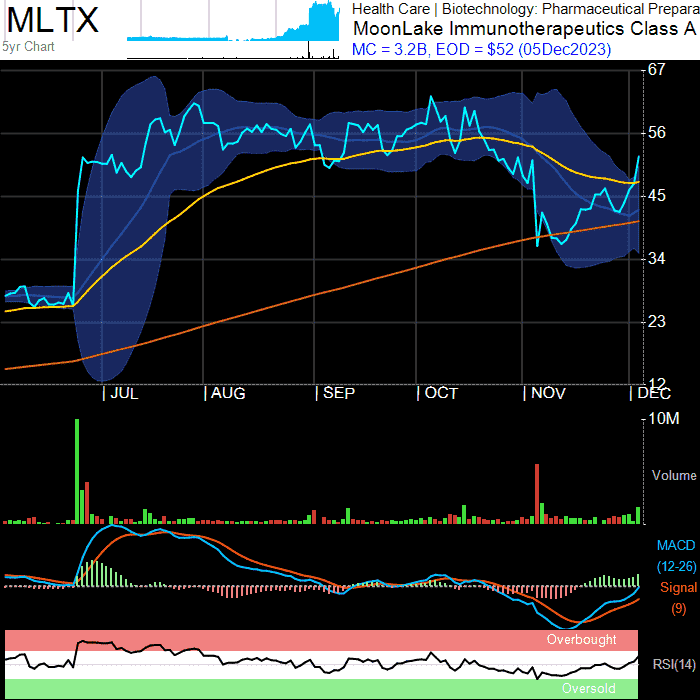 MLTX
5yr Chart
Health Care | Biotechnology: Pharmaceutical Prepara
MoonLake Immunotherapeutics Class A
MC = 3.2B, EOD = $52 (05Dec2023)
67
56
45
34
23
12
| JUL | AUG | SEP | OCT | NOV | DEC
10M
Volume
MACD
(12-26)
Signal
(9)
Overbought
RSI(14)
Oversold